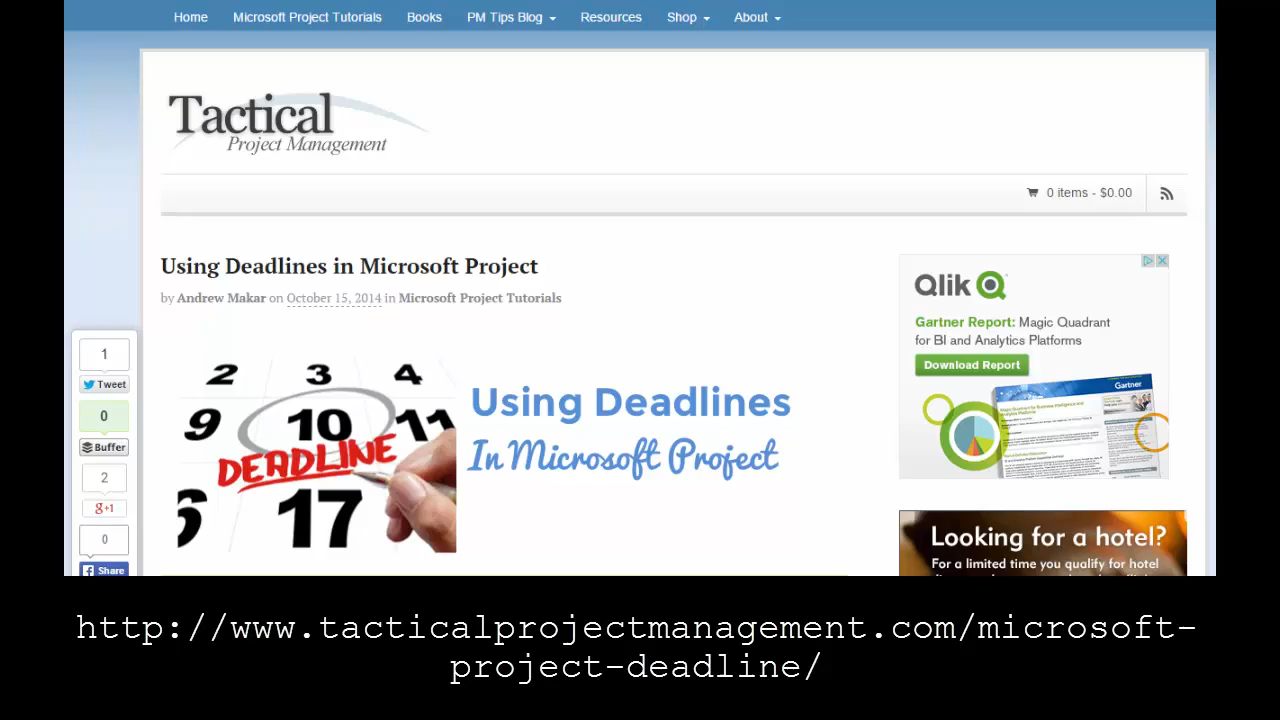 Home Microsoft Project Tutorials Books PM Tips Blog Resources Shop About
Tactical
Project Management
0 items - $0.00
Using Deadlines in Microsoft Project
by Andrew Makar on October 15, 2014 in Microsoft Project Tutorials
1
Tweet
0
Buffer
2
g+1
0
Share
2 3 4
9 10 11
DEADLINE
17
Using Deadlines
In Microsoft Project
Qlik
Gartner Report: Magic Quadrant
for BI and Analytics Platforms
Download Report
Gartner
Looking for a hotel?
For a limited time you qualify for hotel
http://www.tacticalprojectmanagement.com/microsoft-
project-deadline/